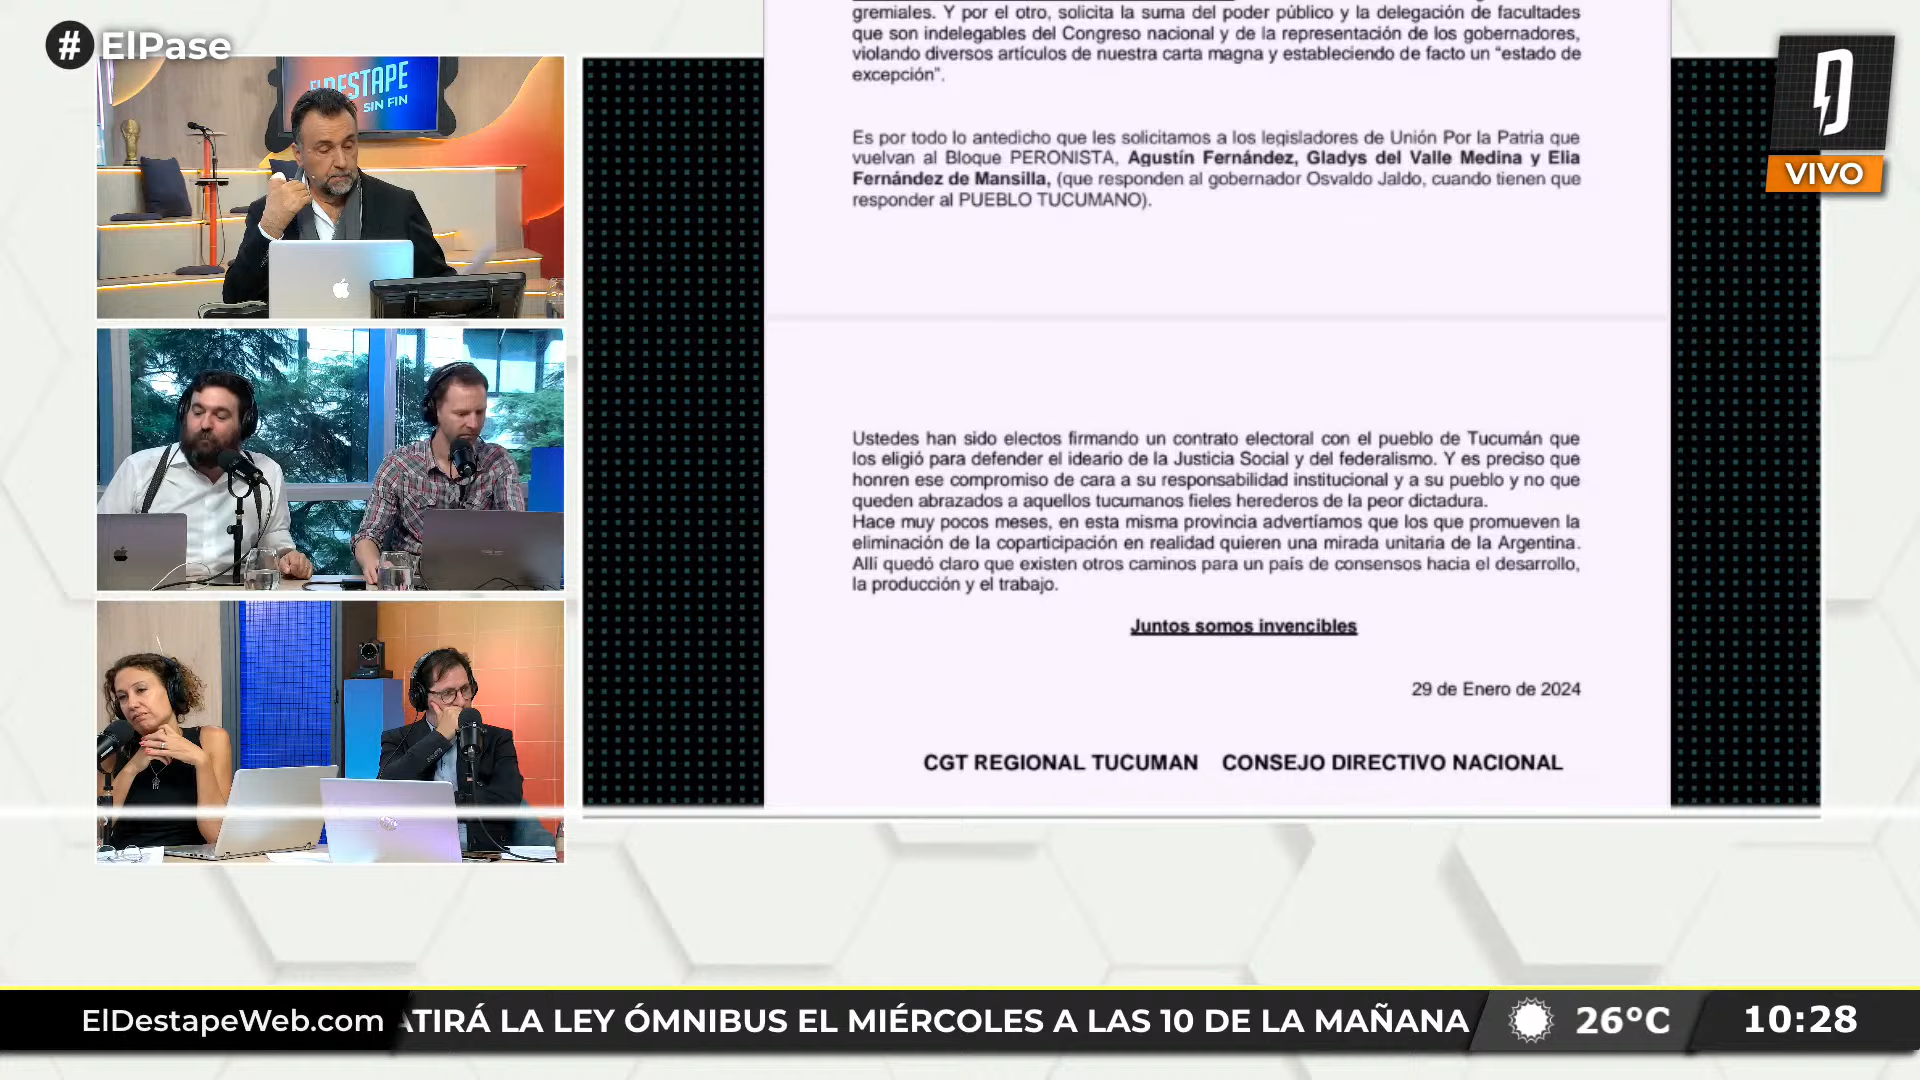 # ElPase
EL DESTAPE
SIN FIN
VIVO
gremiales. Y por el otro, solicita la suma del poder público y la delegación de facultades
que son indelegables del Congreso nacional y de la representación de los gobernadores,
violando diversos artículos de nuestra carta magna y estableciendo de facto un “estado de
excepción”.
Es por todo lo antedicho que les solicitamos a los legisladores de Unión Por la Patria que
vuelvan al Bloque PERONISTA, Agustín Fernández, Gladys del Valle Medina y Elia
Fernández de Mansilla, (que responden al gobernador Osvaldo Jaldo, cuando tienen que
responder al PUEBLO TUCUMANO).
Ustedes han sido electos firmando un contrato electoral con el pueblo de Tucumán que
los eligió para defender el ideario de la Justicia Social y del federalismo. Y es preciso que
honren ese compromiso de cara a su responsabilidad institucional y a su pueblo y no que
queden abrazados a aquellos tucumanos fieles herederos de la peor dictadura.
Hace muy pocos meses, en esta misma provincia advertíamos que los que promueven la
eliminación de la coparticipación en realidad quieren una mirada unitaria de la Argentina.
Allí quedó claro que existen otros caminos para un país de consensos hacia el desarrollo,
la producción y el trabajo.
Juntos somos invencibles
29 de Enero de 2024
CGT REGIONAL TUCUMAN CONSEJO DIRECTIVO NACIONAL
ElDestapeWeb.com ATIRÁ LA LEY ÓMNIBUS EL MIÉRCOLES A LAS 10 DE LA MAÑANA 26°C 10:28